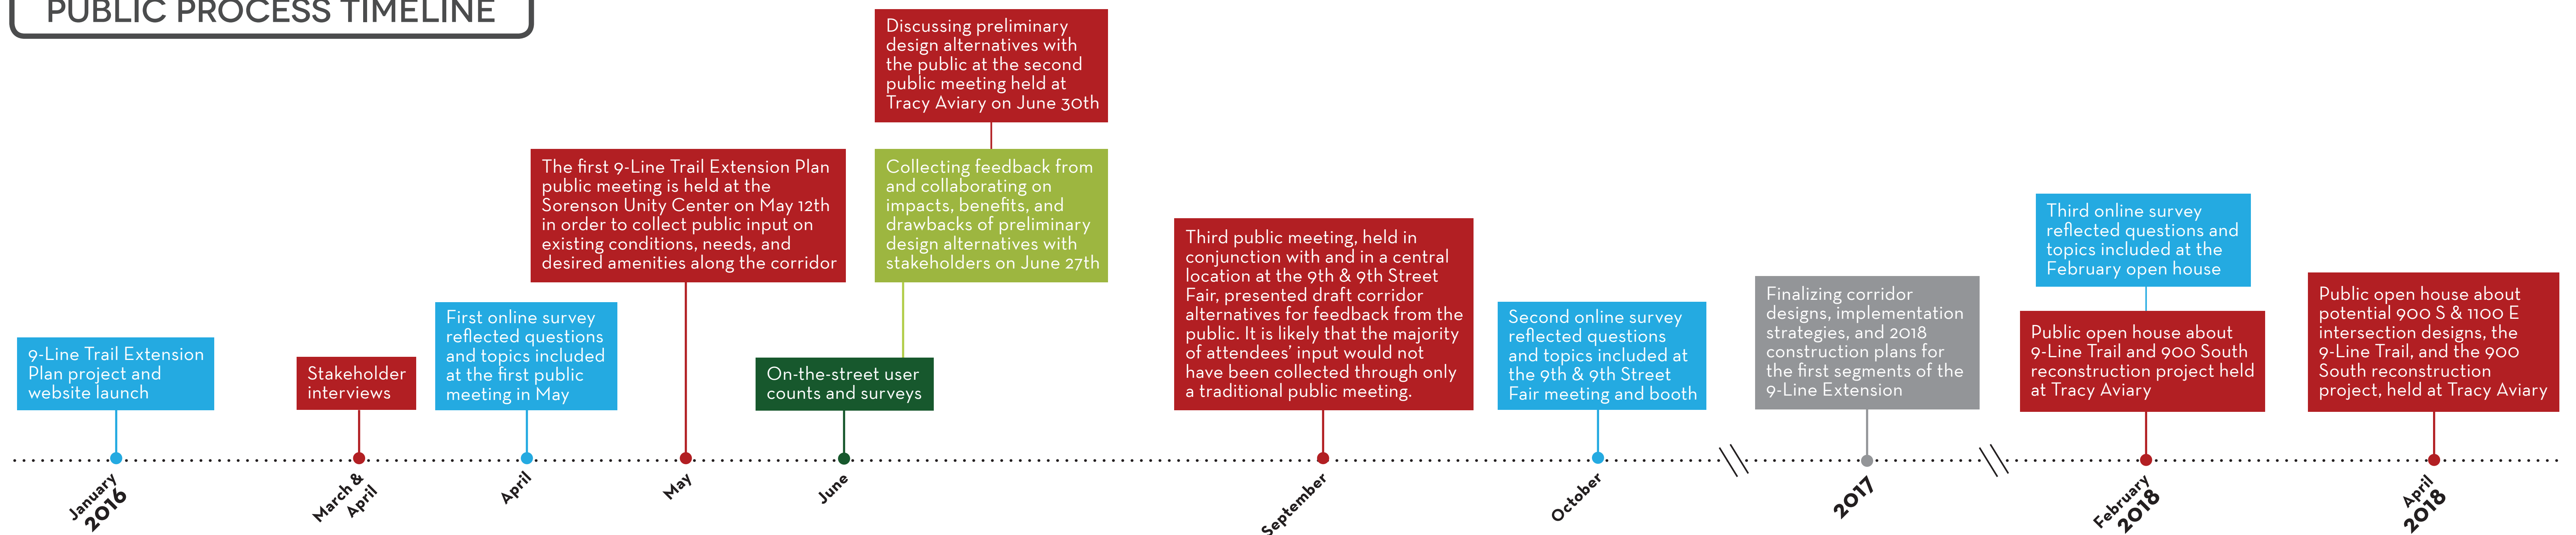 PUBLIC PROCESS TIMELINE
9-Line Trail Extension
Plan project and
website launch
Stakeholder
interviews
First online survey
reflected questions
and topics included
at the first public
meeting in May
The first 9-Line Trail Extension Plan
public meeting is held at the
Sorenson Unity Center on May 12th
in order to collect public input on
existing conditions, needs, and
desired amenities along the corridor
Discussing preliminary
design alternatives with
the public at the second
public meeting held at
Tracy Aviary on June 30th
Collecting feedback from
and collaborating on
impacts, benefits, and
drawbacks of preliminary
design alternatives with
stakeholders on June 27th
On-the-street user
counts and surveys
Third public meeting, held in
conjunction with and in a central
location at the 9th & 9th Street
Fair, presented draft corridor
alternatives for feedback from the
public. It is likely that the majority
of attendees' input would not
have been collected through only
a traditional public meeting.
Second online survey
reflected questions
and topics included at
the 9th & 9th Street
Fair meeting and booth
Finalizing corridor
designs, implementation
strategies, and 2018
construction plans for
the first segments of the
9-Line Extension
Third online survey
reflected questions and
topics included at the
February open house
Public open house about
9-Line Trail and 900 South
reconstruction project held
at Tracy Aviary
Public open house about
potential 900 S & 1100 E
intersection designs, the
9-Line Trail, and the 900
South reconstruction
project, held at Tracy Aviary
January
2016
March &
April
April
May
June
September
October
2017
February
2018
April
2018